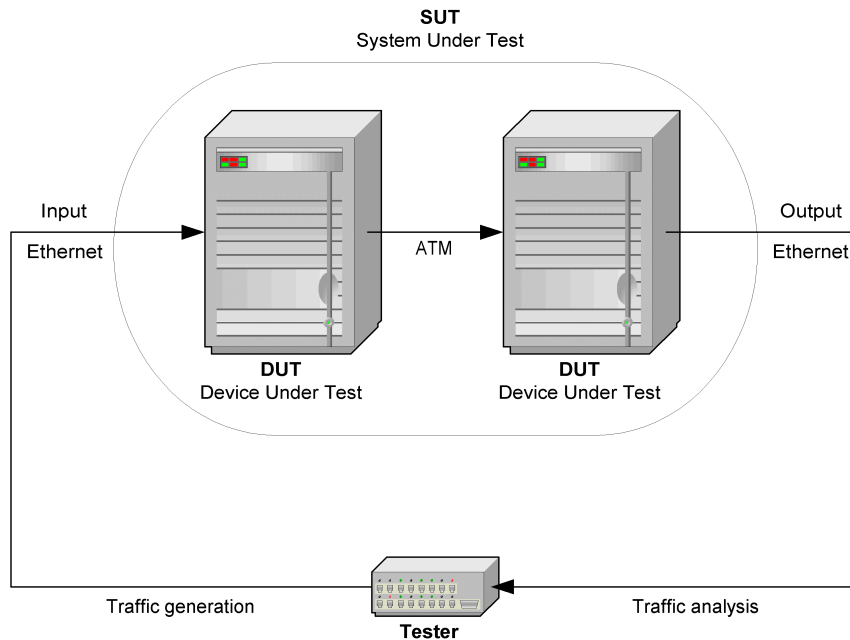 SUT
System Under Test
Input
Ethernet
ATM
Output
Ethernet
DUT
Device Under Test
DUT
Device Under Test
Traffic generation
Traffic analysis
Tester